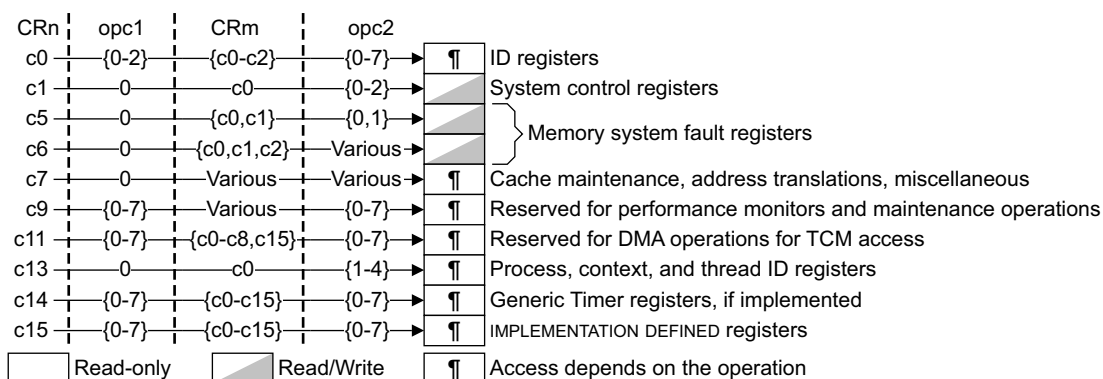 CRn opc1 CRm opc2
c0 {0-2} {c0-c2} {0-7} ¶ ID registers
c1 0 c0 {0-2} System control registers
c5 0 {c0,c1} {0,1}
Memory system fault registers
c6 0 {c0,c1,c2} Various
c7 0 Various Various ¶ Cache maintenance, address translations, miscellaneous
c9 {0-7} Various {0-7} ¶ Reserved for performance monitors and maintenance operations
c11 {0-7} {c0-c8,c15} {0-7} ¶ Reserved for DMA operations for TCM access
c13 0 c0 {1-4} ¶ Process, context, and thread ID registers
c14 {0-7} {c0-c15} {0-7} ¶ Generic Timer registers, if implemented
c15 {0-7} {c0-c15} {0-7} ¶ IMPLEMENTATION DEFINED registers
Read-only Read/Write ¶ Access depends on the operation